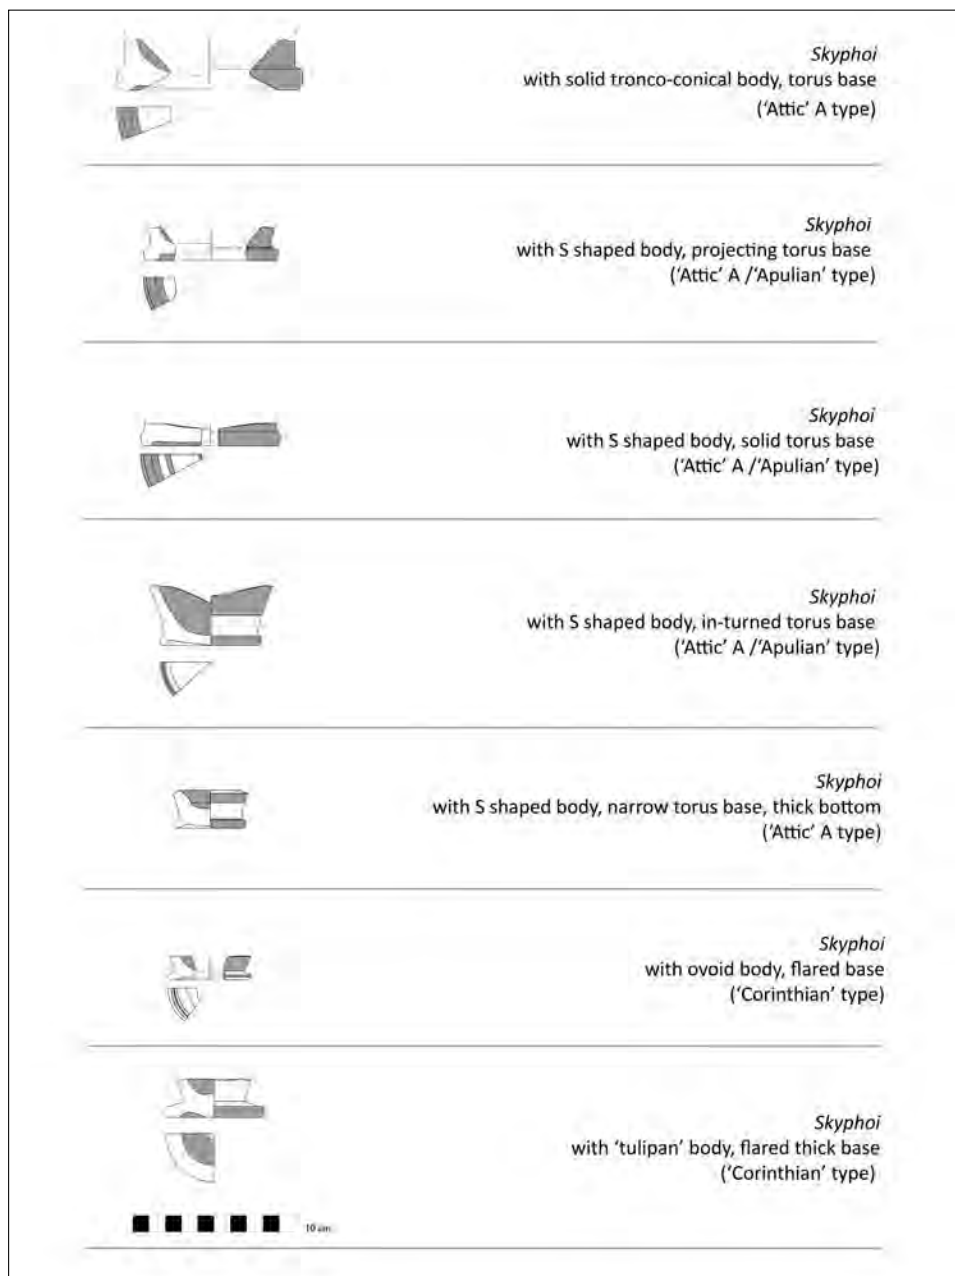 Skyphoi
with solid tronco-conical body, torus base
(‘Attic’ A type)
Skyphoi
with S shaped body, projecting torus base
(‘Attic’ A /‘Apulian’ type)
Skyphoi
with S shaped body, solid torus base
(‘Attic’ A /‘Apulian’ type)
Skyphoi
with S shaped body, in-turned torus base
(‘Attic’ A /‘Apulian’ type)
Skyphoi
with S shaped body, narrow torus base, thick bottom
(‘Attic’ A type)
Skyphoi
with ovoid body, flared base
(‘Corinthian’ type)
Skyphoi
with ‘tulipan’ body, flared thick base
(‘Corinthian’ type)
10 cm